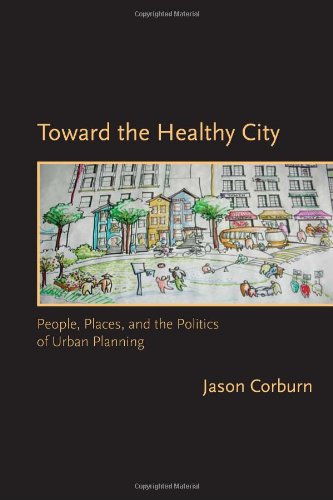 Toward the Healthy City
People, Places, and the Politics
of Urban Planning
Jason Corburn